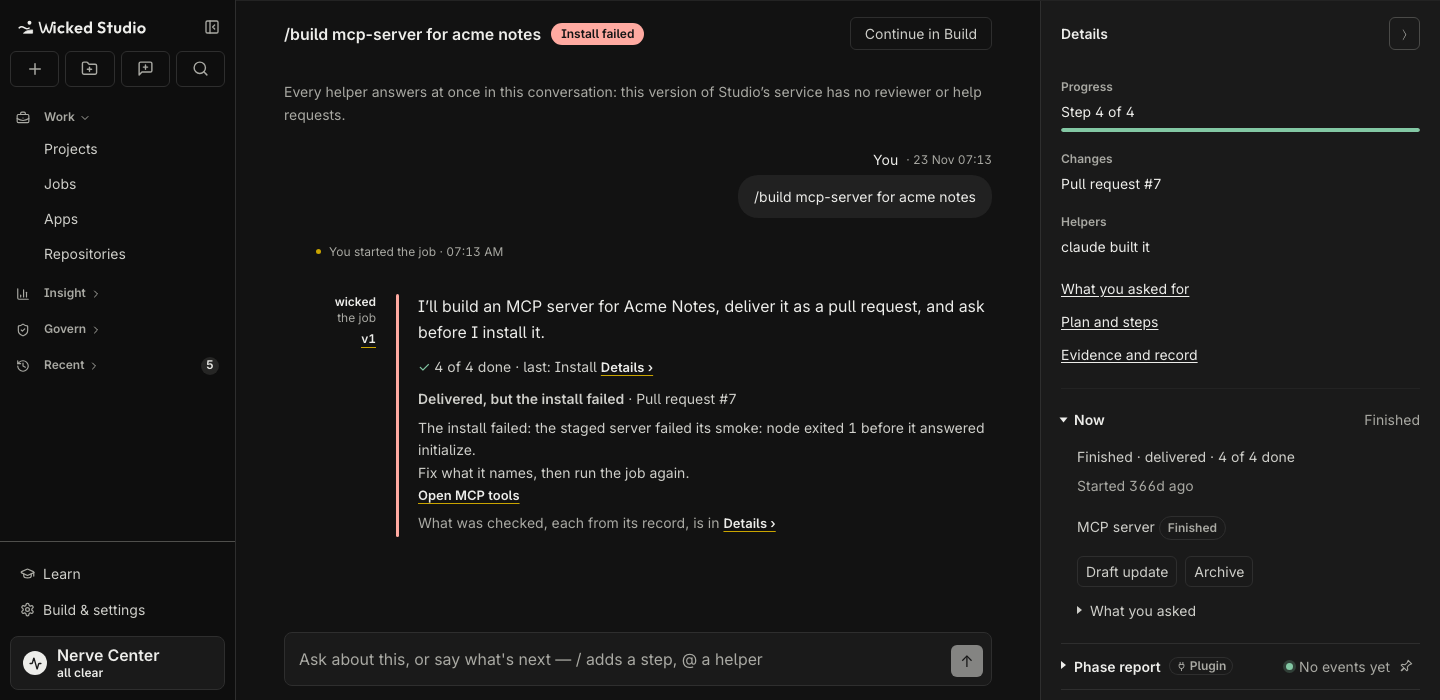 Wicked Studio
Work
Projects
Jobs
Apps
Repositories
Insight
Govern
Recent
5
Learn
Build & settings
Nerve Center
all clear
/build mcp-server for acme notes
Install failed
Continue in Build
Every helper answers at once in this conversation: this version of Studio’s service has no reviewer or help
requests.
You · 23 Nov 07:13
/build mcp-server for acme notes
You started the job · 07:13 AM
wicked
the job
v1
I’ll build an MCP server for Acme Notes, deliver it as a pull request, and ask
before I install it.
✓ 4 of 4 done · last: Install Details ›
Delivered, but the install failed · Pull request #7
The install failed: the staged server failed its smoke: node exited 1 before it answered
initialize.
Fix what it names, then run the job again.
Open MCP tools
What was checked, each from its record, is in Details ›
Ask about this, or say what's next — / adds a step, @ a helper
Details
Progress
Step 4 of 4
Changes
Pull request #7
Helpers
claude built it
What you asked for
Plan and steps
Evidence and record
Now
Finished
Finished · delivered · 4 of 4 done
Started 366d ago
MCP server
Finished
Draft update
Archive
What you asked
Phase report
Plugin
No events yet